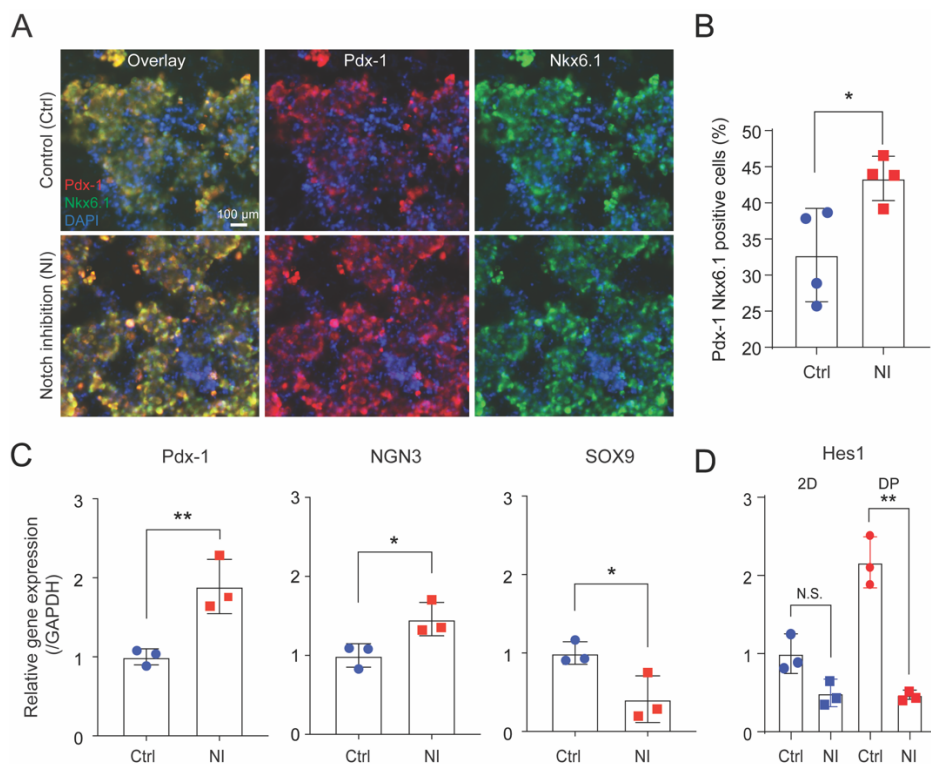 A
Overlay
Pdx-1
Nkx6.1
Control (Ctrl)
Pdx-1
Nkx6.1
DAPI
100 μm
Notch inhibition (NI)
B
*
Pdx-1 Nkx6.1 positive cells (%)
50
45
40
35
30
25
20
Ctrl
NI
C
Relative gene expression
(/GAPDH)
Pdx-1
**
3
2
1
0
Ctrl
NI
NGN3
*
3
2
1
0
Ctrl
NI
SOX9
*
3
2
1
0
Ctrl
NI
D
Hes1
2D
DP
**
N.S.
3
2
1
0
Ctrl
NI
Ctrl
NI